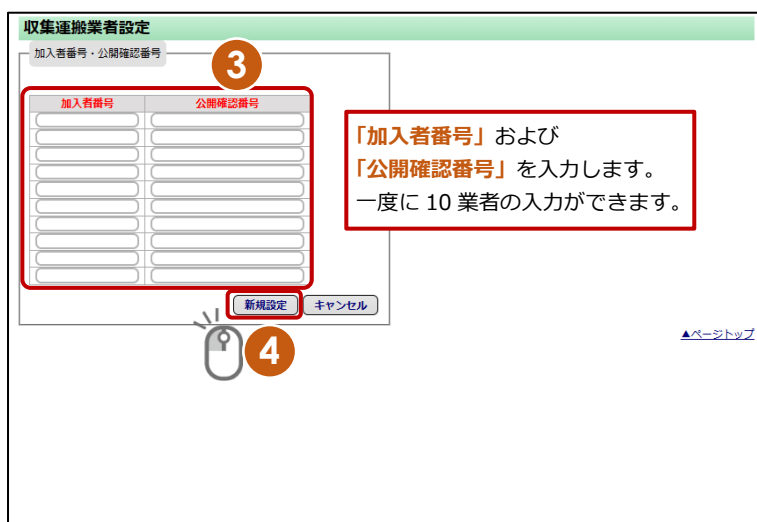 収集運搬業者設定
加入者番号・公開確認番号
3
加入者番号 公開確認番号
「加入者番号」および
「公開確認番号」を入力します。
一度に 10 業者の入力ができます。
新規設定 キャンセル
4
▲ページトップ